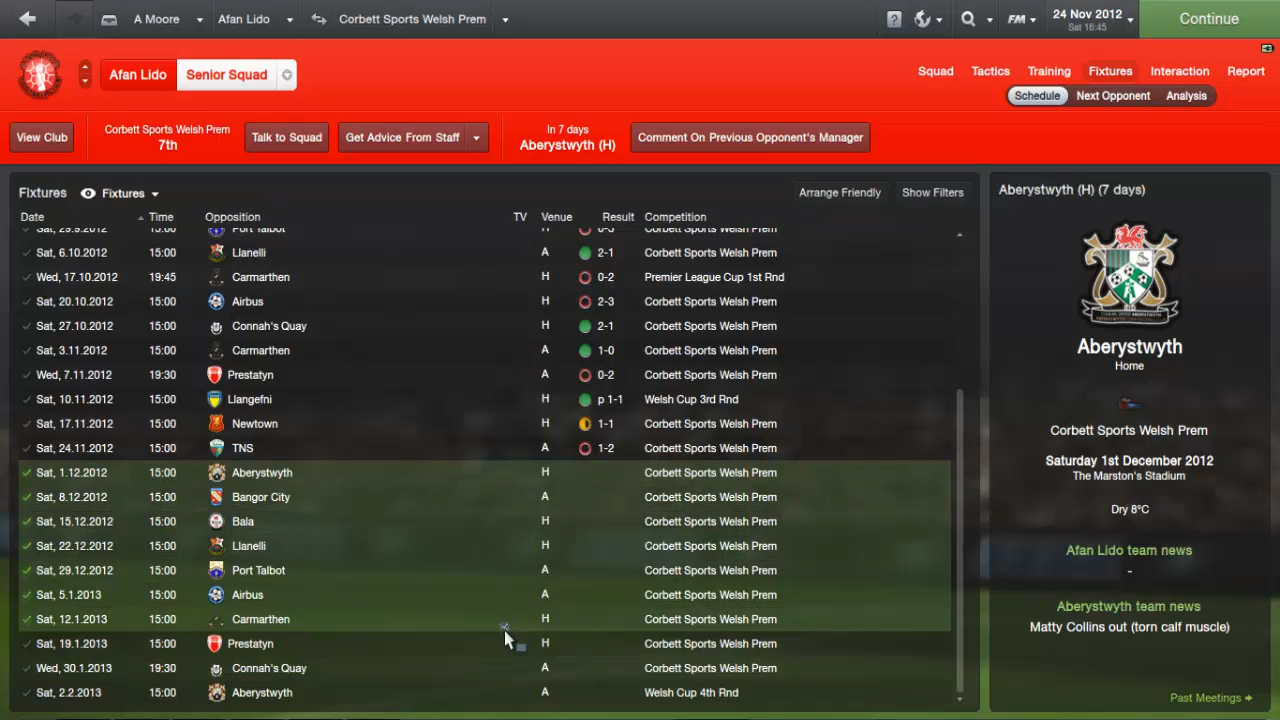 A Moore Afan Lido Corbett Sports Welsh Prem ? FM 24 Nov 2012 Continue
Sat 16:45
Afan Lido Senior Squad Squad Tactics Training Fixtures Interaction Report
Schedule Next Opponent Analysis
View Club Corbett Sports Welsh Prem Talk to Squad Get Advice From Staff In 7 days Comment On Previous Opponent's Manager
7th Aberystwyth (H)
Fixtures Fixtures Arrange Friendly Show Filters Aberystwyth (H) (7 days)
Date Time Opposition TV Venue Result Competition
Sat, 29.9.2012 15:00 Port Talbot H 0-3 Corbett Sports Welsh Prem
Sat, 6.10.2012 15:00 Llanelli A 2-1 Corbett Sports Welsh Prem
Wed, 17.10.2012 19:45 Carmarthen H 0-2 Premier League Cup 1st Rnd
Sat, 20.10.2012 15:00 Airbus H 2-3 Corbett Sports Welsh Prem
Sat, 27.10.2012 15:00 Connah's Quay H 2-1 Corbett Sports Welsh Prem
Sat, 3.11.2012 15:00 Carmarthen A 1-0 Corbett Sports Welsh Prem
Wed, 7.11.2012 19:30 Prestatyn A 0-2 Corbett Sports Welsh Prem
Sat, 10.11.2012 15:00 Llangefni H p 1-1 Welsh Cup 3rd Rnd
Sat, 17.11.2012 15:00 Newtown H 1-1 Corbett Sports Welsh Prem
Sat, 24.11.2012 15:00 TNS A 1-2 Corbett Sports Welsh Prem
Sat, 1.12.2012 15:00 Aberystwyth H Corbett Sports Welsh Prem
Sat, 8.12.2012 15:00 Bangor City A Corbett Sports Welsh Prem
Sat, 15.12.2012 15:00 Bala H Corbett Sports Welsh Prem
Sat, 22.12.2012 15:00 Llanelli H Corbett Sports Welsh Prem
Sat, 29.12.2012 15:00 Port Talbot A Corbett Sports Welsh Prem
Sat, 5.1.2013 15:00 Airbus A Corbett Sports Welsh Prem
Sat, 12.1.2013 15:00 Carmarthen H Corbett Sports Welsh Prem
Sat, 19.1.2013 15:00 Prestatyn H Corbett Sports Welsh Prem
Wed, 30.1.2013 19:30 Connah's Quay A Corbett Sports Welsh Prem
Sat, 2.2.2013 15:00 Aberystwyth A Welsh Cup 4th Rnd
Aberystwyth
Home
Corbett Sports Welsh Prem
Saturday 1st December 2012
The Marston's Stadium
Dry 8°C
Afan Lido team news
-
Aberystwyth team news
Matty Collins out (torn calf muscle)
Past Meetings